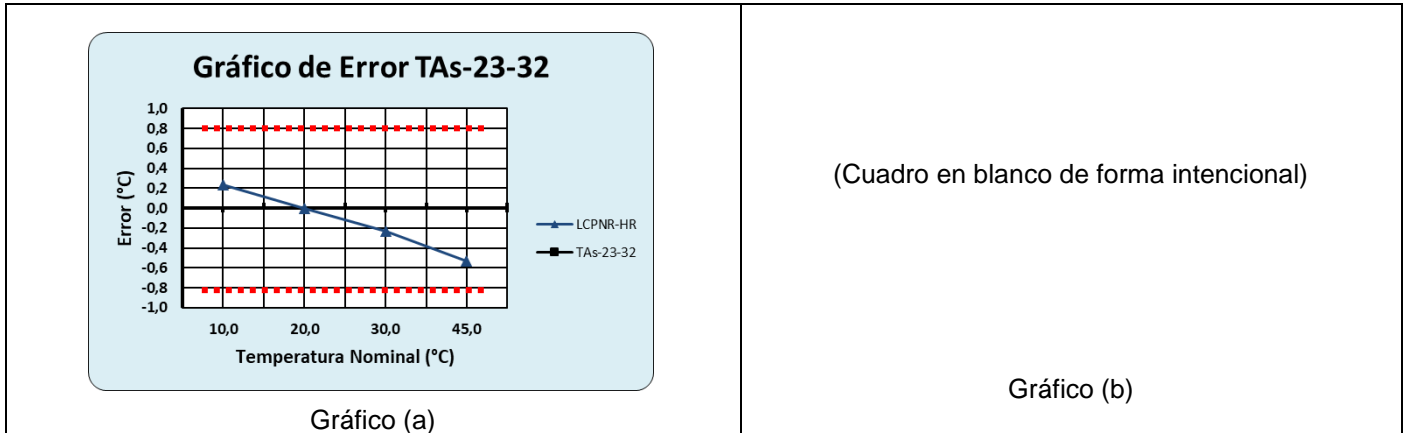 Gráfico de Error TAs-23-32
1,0
0,8
0,6
0,4
0,2
0,0
-0,2
-0,4
-0,6
-0,8
-1,0
Error (°C)
10,0 20,0 30,0 45,0
Temperatura Nominal (°C)
LCPNR-HR
TAs-23-32
Gráfico (a)
(Cuadro en blanco de forma intencional)
Gráfico (b)